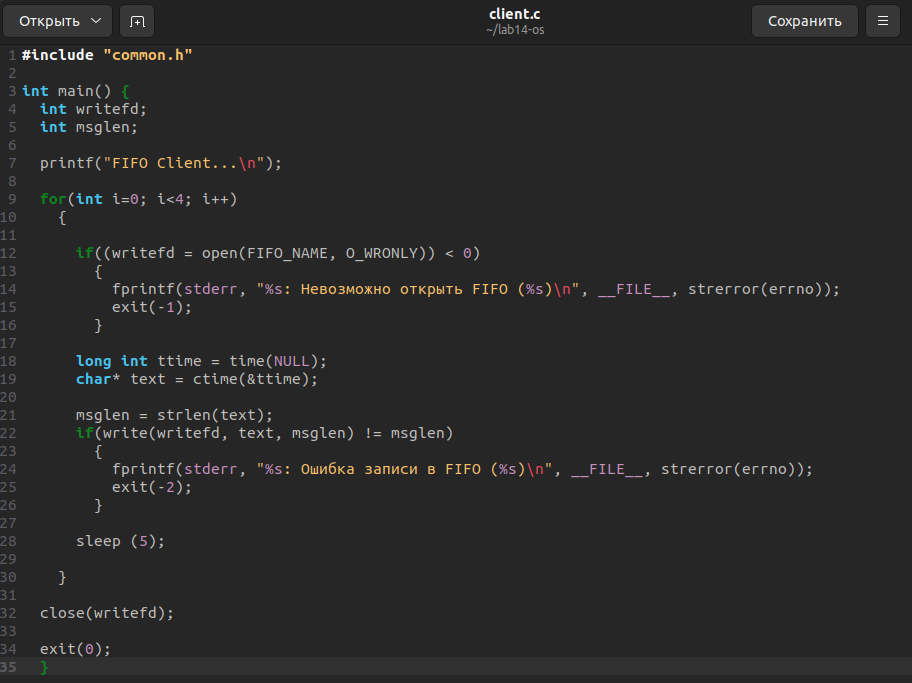 Открыть
client.c
~/lab14-os
Сохранить
1 #include "common.h"
2
3 int main() {
4   int writefd;
5   int msglen;
6
7   printf("FIFO Client...\n");
8
9   for(int i=0; i<4; i++)
10     {
11
12       if((writefd = open(FIFO_NAME, O_WRONLY)) < 0)
13         {
14           fprintf(stderr, "%s: Невозможно открыть FIFO (%s)\n", __FILE__, strerror(errno));
15           exit(-1);
16         }
17
18       long int ttime = time(NULL);
19       char* text = ctime(&ttime);
20
21       msglen = strlen(text);
22       if(write(writefd, text, msglen) != msglen)
23         {
24           fprintf(stderr, "%s: Ошибка записи в FIFO (%s)\n", __FILE__, strerror(errno));
25           exit(-2);
26         }
27
28       sleep (5);
29
30     }
31
32   close(writefd);
33
34   exit(0);
35   }